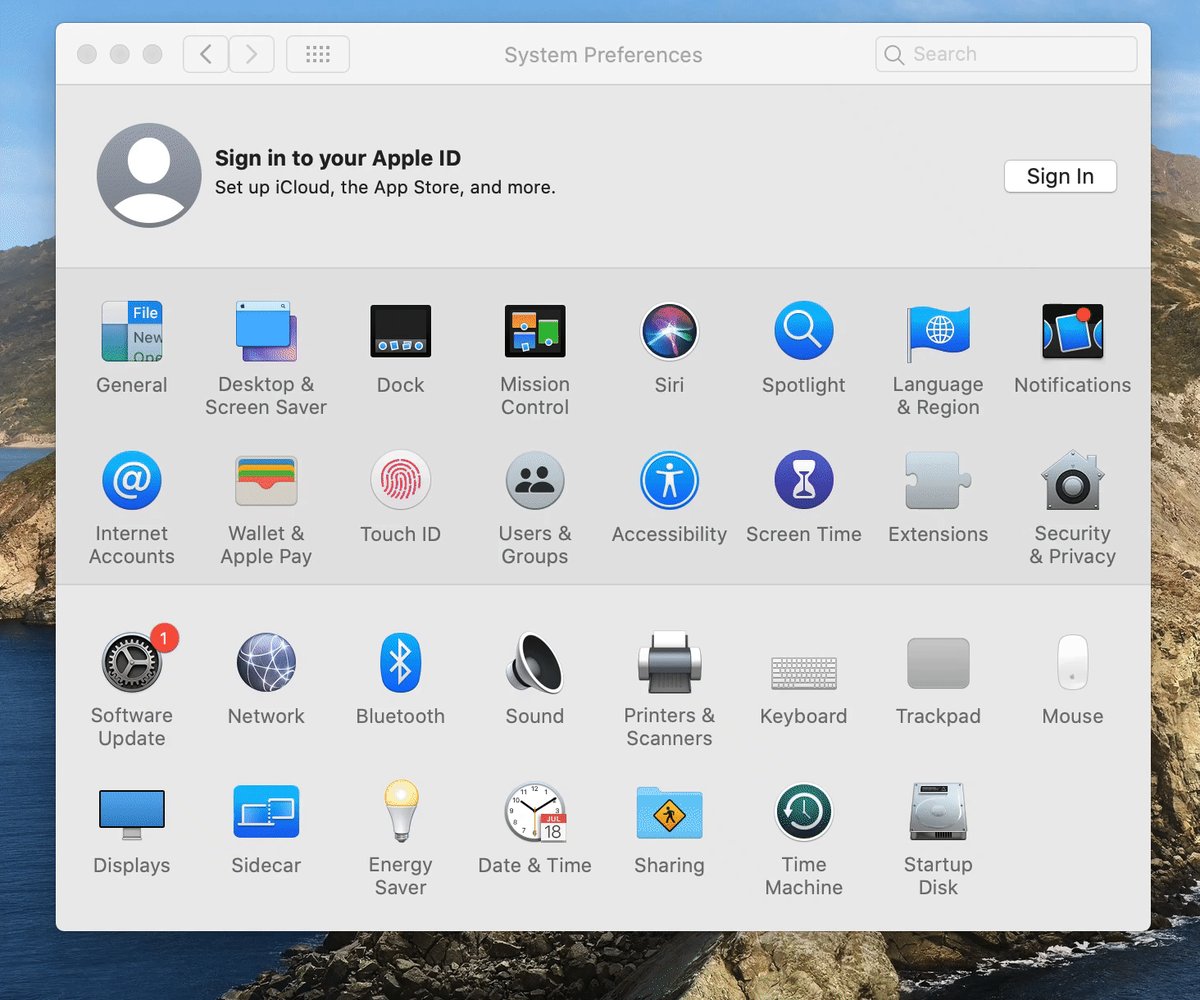 System Preferences
Search
Sign in to your Apple ID
Set up iCloud, the App Store, and more.
Sign In
File
New
Ope
General
Desktop &
Screen Saver
Dock
Mission
Control
Siri
Spotlight
Language
& Region
Notifications
@
Internet
Accounts
Wallet &
Apple Pay
Touch ID
Users &
Groups
Accessibility
Screen Time
Extensions
Security
& Privacy
1
Software
Update
Network
Bluetooth
Sound
Printers &
Scanners
Keyboard
Trackpad
Mouse
JUL
18
Displays
Sidecar
Energy
Saver
Date & Time
Sharing
Time
Machine
Startup
Disk